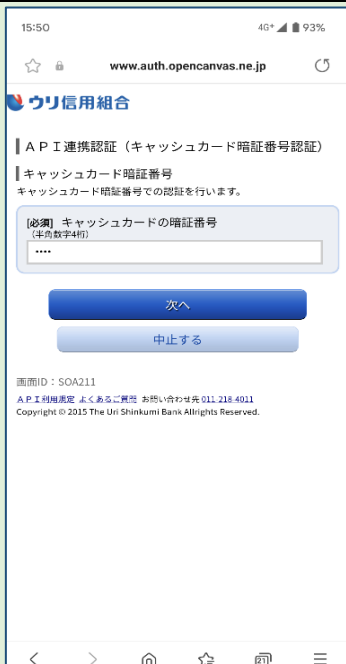 15:50 4G+ 93%
www.auth.opencanvas.ne.jp
ウリ信用組合
API連携認証（キャッシュカード暗証番号認証）
キャッシュカード暗証番号
キャッシュカード暗証番号での認証を行います。
[必須] キャッシュカードの暗証番号
（半角数字4桁）
••••
次へ
中止する
画面ID：SOA211
API利用規定 よくあるご質問 お問い合わせ先 011-218-4011
Copyright © 2015 The Uri Shinkumi Bank Allrights Reserved.
21